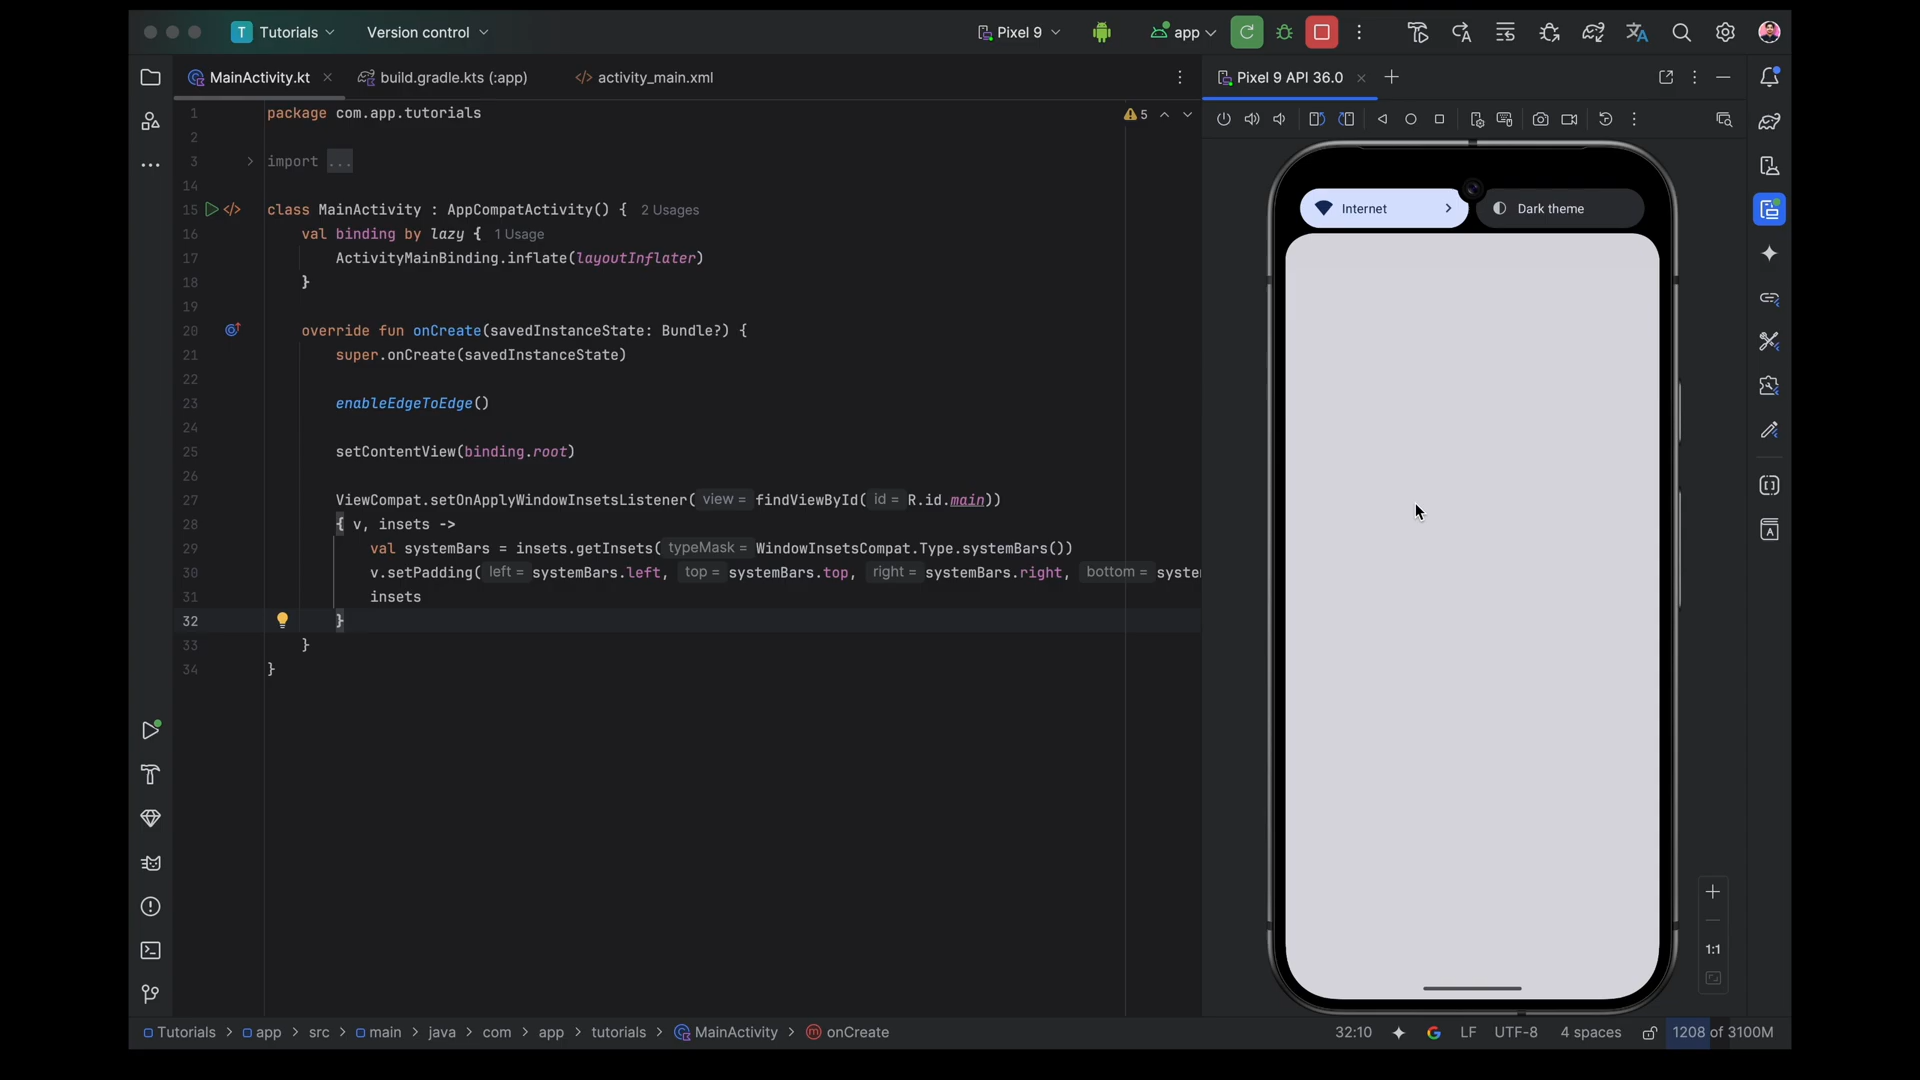 T Tutorials Version control Pixel 9 app
MainActivity.kt build.gradle.kts (:app) activity_main.xml Pixel 9 API 36.0
1 package com.app.tutorials 5
2
3 import ...
14
15 class MainActivity : AppCompatActivity() { 2 Usages
16 val binding by lazy { 1 Usage
17 ActivityMainBinding.inflate(layoutInflater)
18 }
19
20 override fun onCreate(savedInstanceState: Bundle?) {
21 super.onCreate(savedInstanceState)
22
23 enableEdgeToEdge()
24
25 setContentView(binding.root)
26
27 ViewCompat.setOnApplyWindowInsetsListener( view = findViewById( id = R.id.main))
28 { v, insets ->
29 val systemBars = insets.getInsets( typeMask = WindowInsetsCompat.Type.systemBars())
30 v.setPadding( left = systemBars.left, top = systemBars.top, right = systemBars.right, bottom = syste
31 insets
32 }
33 }
34 }
Internet Dark theme
1:1
Tutorials > app > src > main > java > com > app > tutorials > MainActivity > onCreate
32:10 LF UTF-8 4 spaces 1208 of 3100M